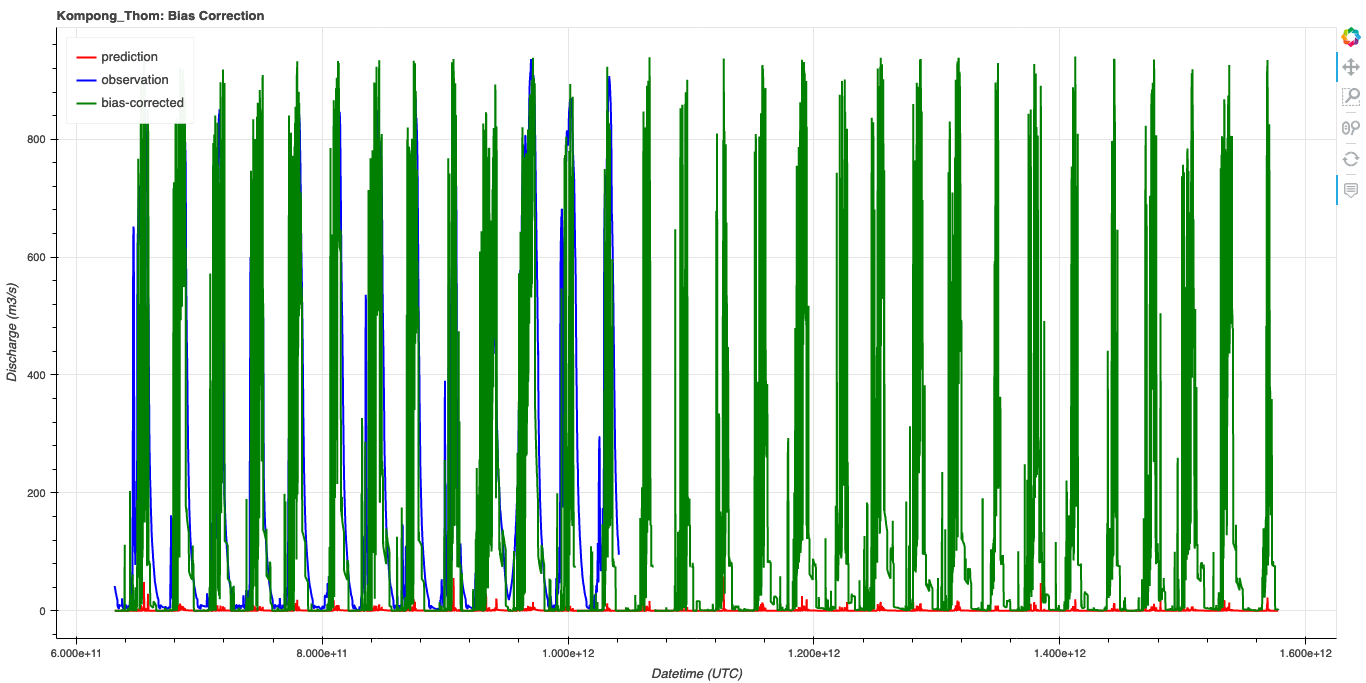 Kompong_Thom: Bias Correction
prediction
observation
bias-corrected
Discharge (m3/s)
800
600
400
200
0
6.000e+11
8.000e+11
1.000e+12
1.200e+12
1.400e+12
1.600e+12
Datetime (UTC)